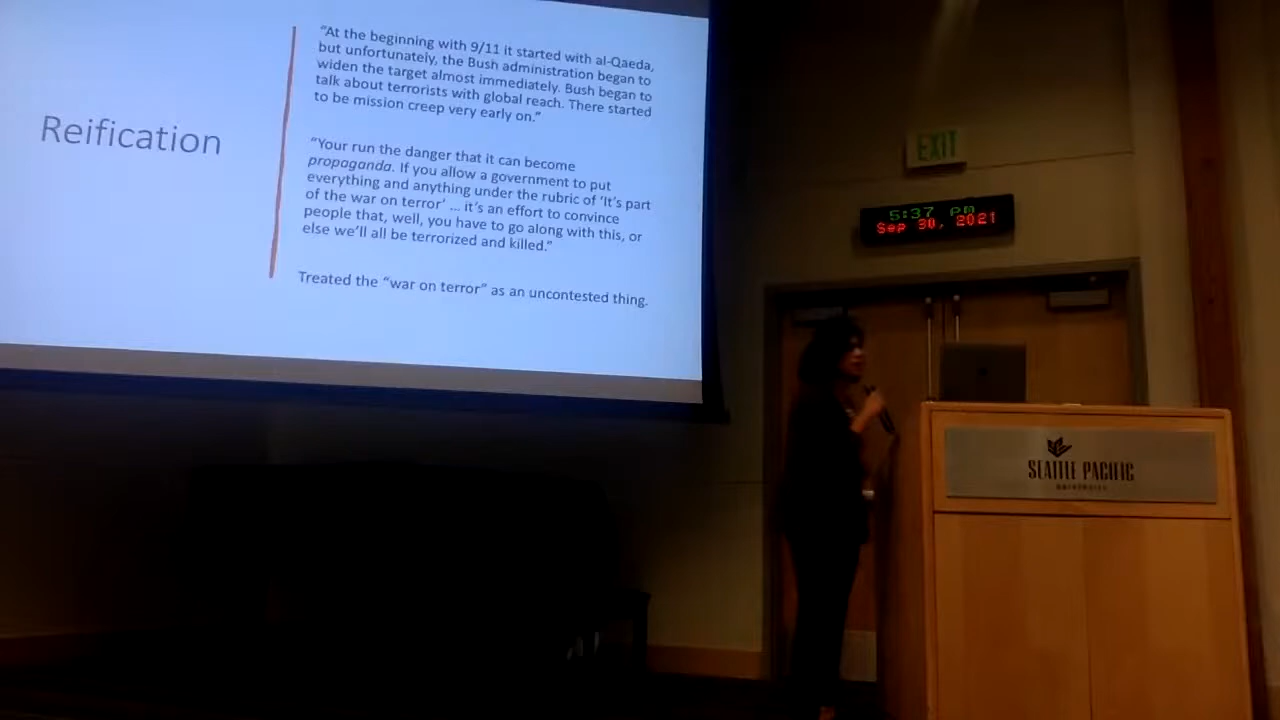 Reification
“At the beginning with 9/11 it started with al-Qaeda,
but unfortunately, the Bush administration began to
widen the target almost immediately. Bush began to
talk about terrorists with global reach. There started
to be mission creep very early on.”
“Your run the danger that it can become
propaganda. If you allow a government to put
everything and anything under the rubric of ‘It’s part
of the war on terror’ … it’s an effort to convince
people that, well, you have to go along with this, or
else we’ll all be terrorized and killed.”
Treated the “war on terror” as an uncontested thing.
EXIT
5:37 PM
Sep 30, 2021
SEATTLE PACIFIC
UNIVERSITY